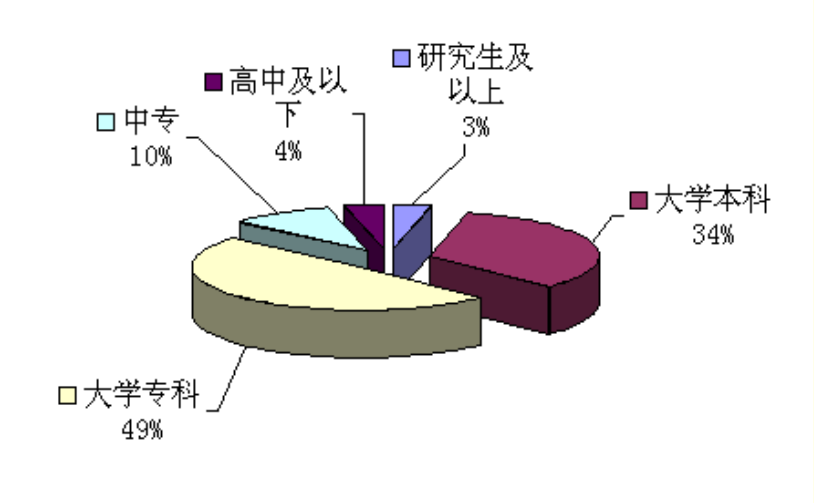 研究生及
以上
3%
高中及以
下
4%
中专
10%
大学本科
34%
大学专科
49%